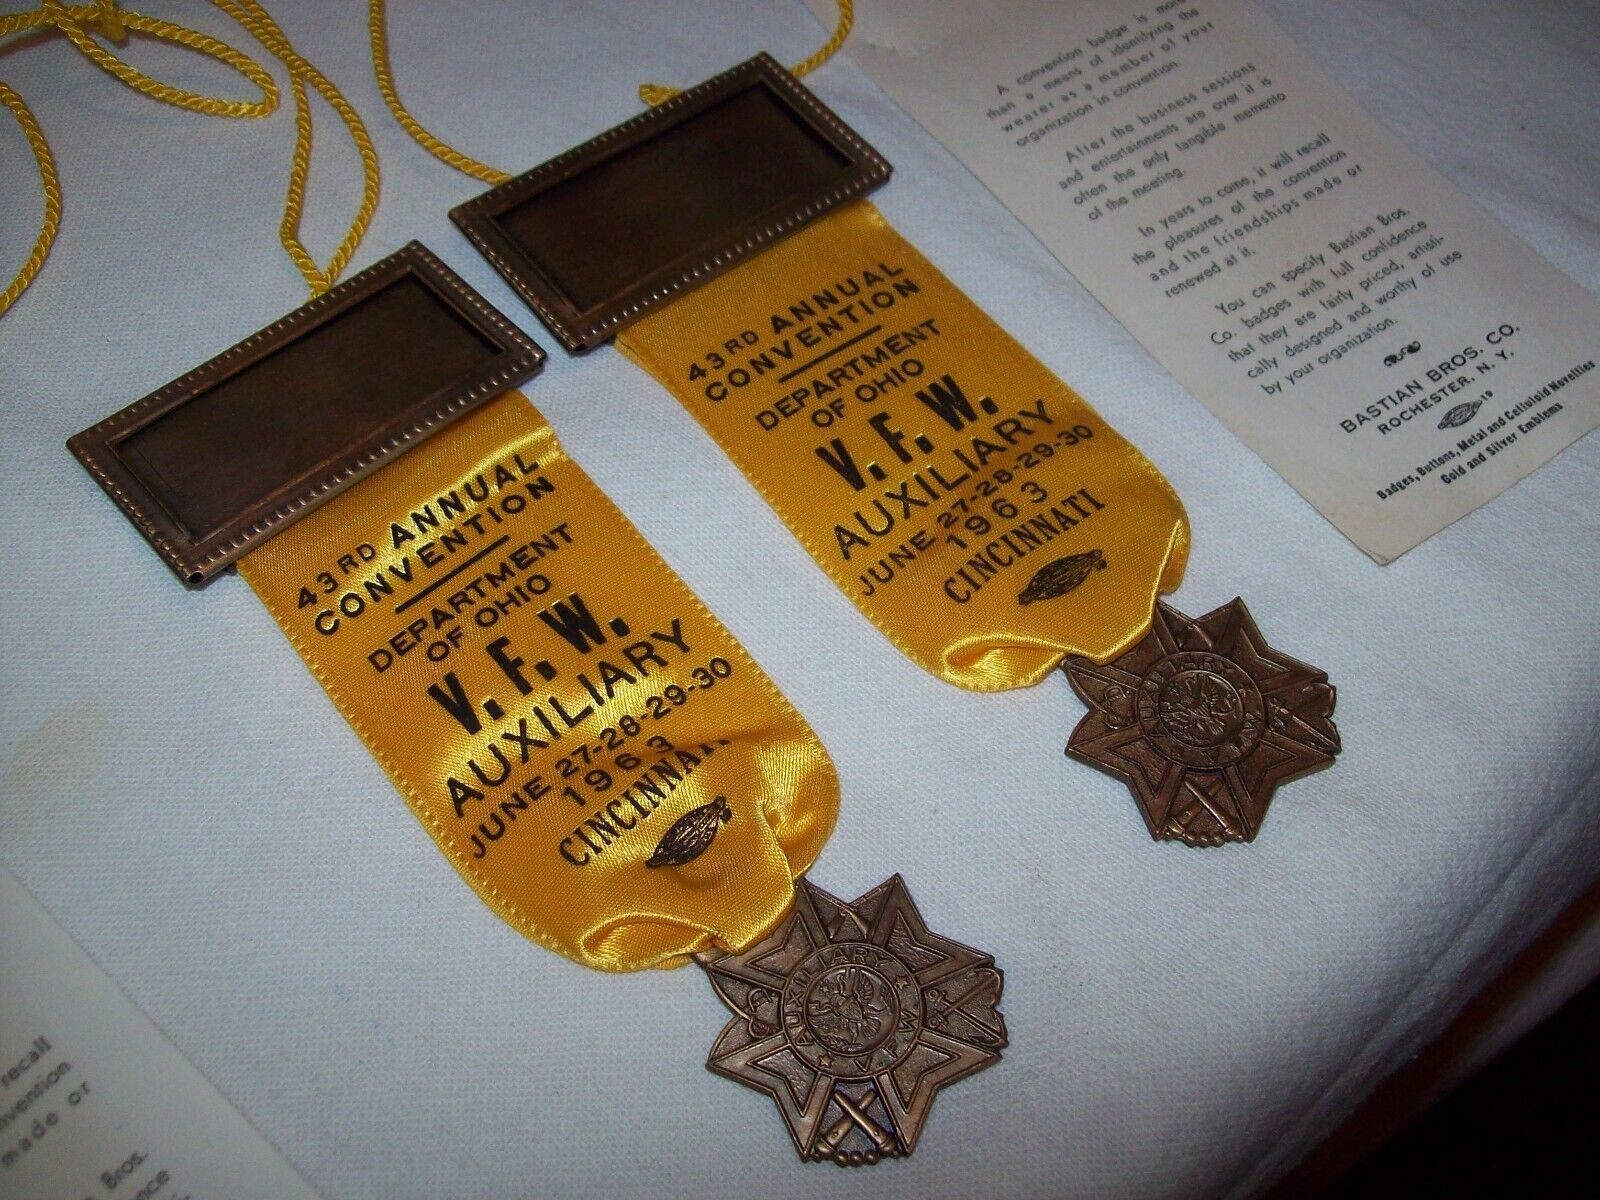 43RD ANNUAL
CONVENTION
DEPARTMENT
OF OHIO
V. F. W.
AUXILIARY
JUNE 27-28-29-30
1963
CINCINNATI
AUXILIARY
V. F. W.
43RD ANNUAL
CONVENTION
DEPARTMENT
OF OHIO
V. F. W.
AUXILIARY
JUNE 27-28-29-30
1963
CINCINNATI
AUXILIARY
V. F. W.
A convention badge is more
than a means of identifying the
wearer as a member of your
organization in convention.
After the business sessions
and entertainments are over it is
often the only tangible memento
of the meeting.
In years to come, it will recall
the pleasures of the convention
and the friendships made or
renewed at it.
You can specify Bastian Bros.
Co. badges with full confidence
that they are fairly priced, artisti-
cally designed and worthy of use
by your organization.
BASTIAN BROS. CO.
ROCHESTER, N. Y.
19
Badges, Buttons, Metal and Celluloid Novelties
Gold and Silver Emblems
recall
nvention
made or
Bros.